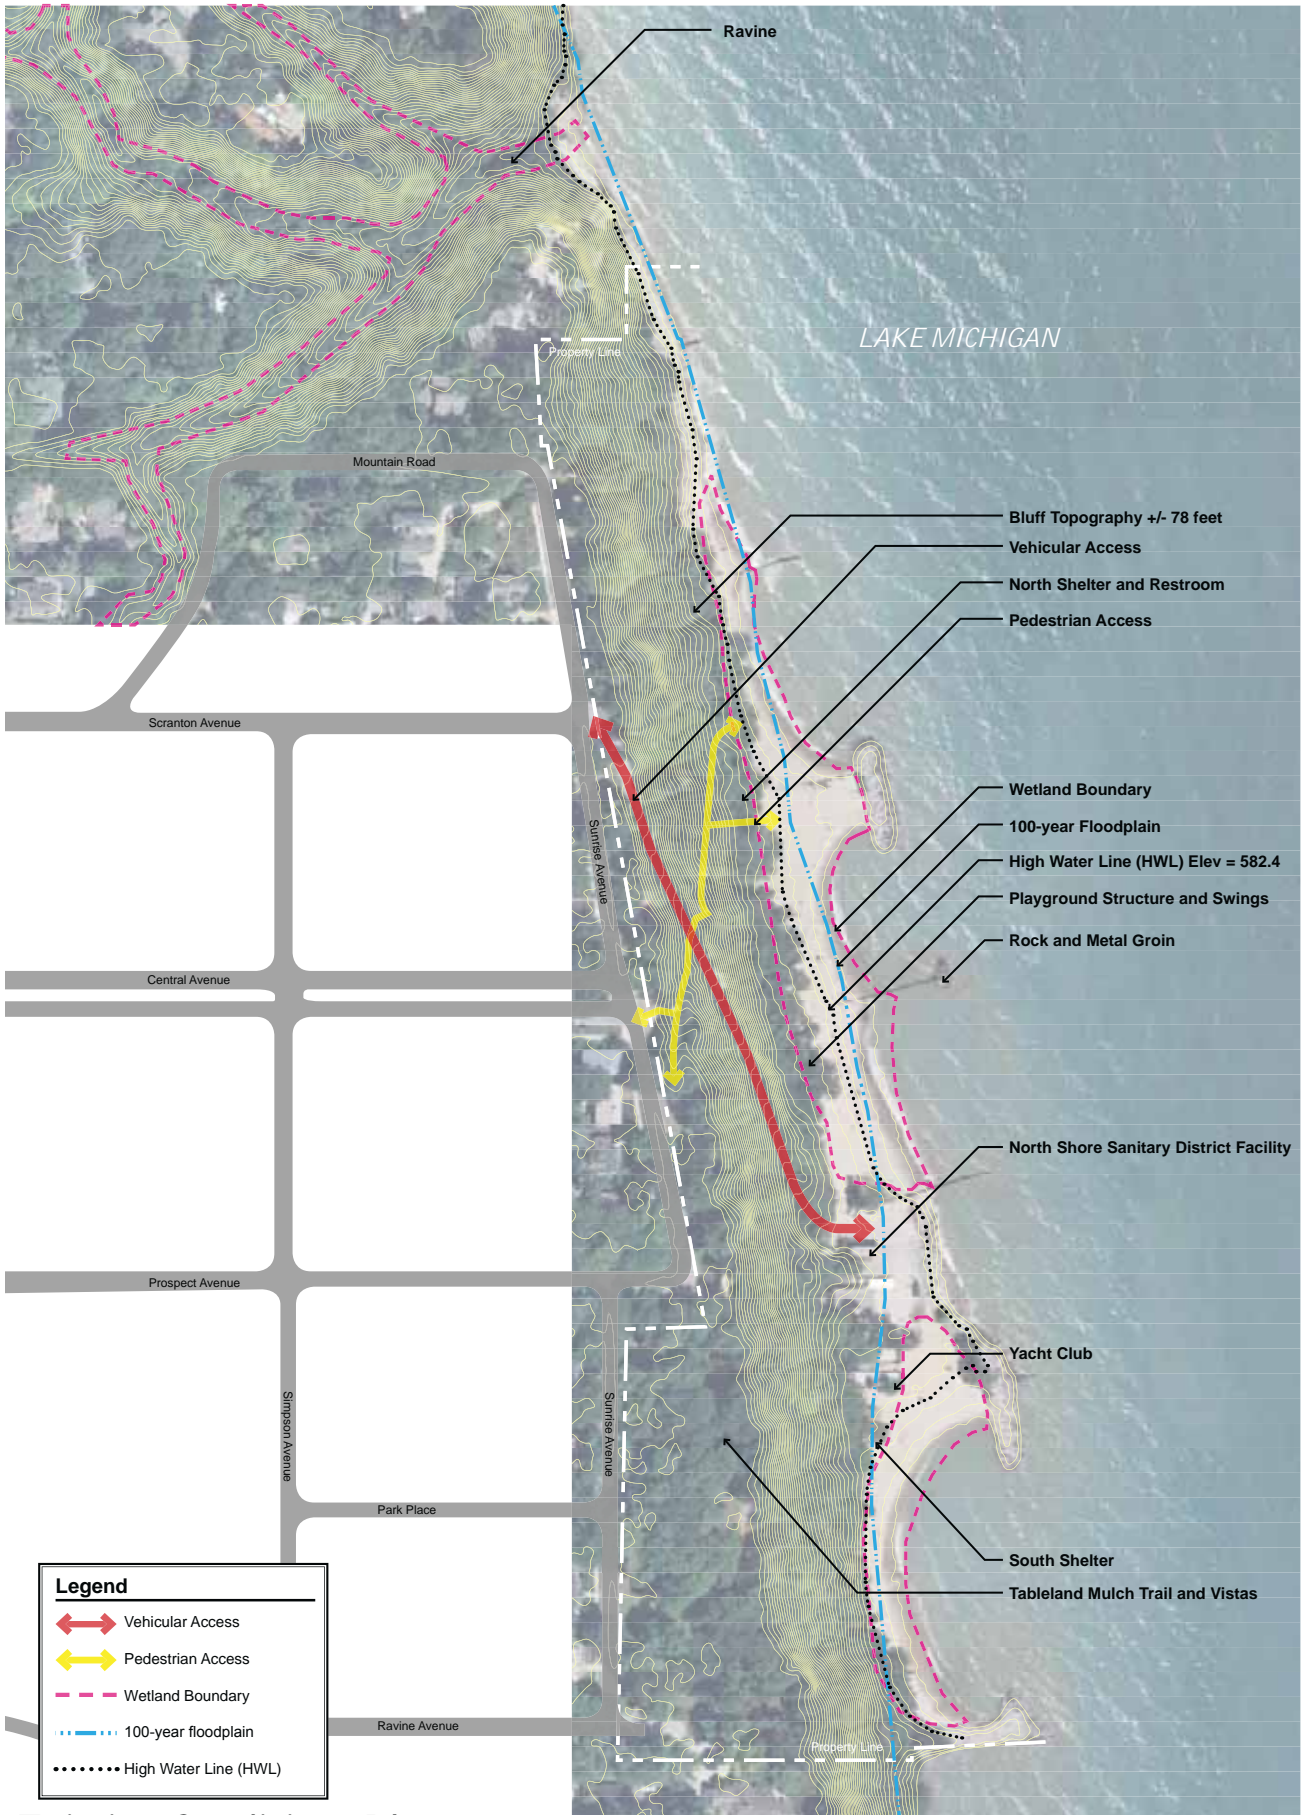 Ravine
LAKE MICHIGAN
Property Line
Mountain Road
Bluff Topography +/- 78 feet
Vehicular Access
North Shelter and Restroom
Pedestrian Access
Scranton Avenue
Sunrise Avenue
Wetland Boundary
100-year Floodplain
High Water Line (HWL) Elev = 582.4
Playground Structure and Swings
Rock and Metal Groin
Central Avenue
North Shore Sanitary District Facility
Prospect Avenue
Yacht Club
Simpson Avenue
Sunrise Avenue
Park Place
South Shelter
Tableland Mulch Trail and Vistas
Ravine Avenue
Property Line
Legend
Vehicular Access
Pedestrian Access
Wetland Boundary
100-year floodplain
High Water Line (HWL)